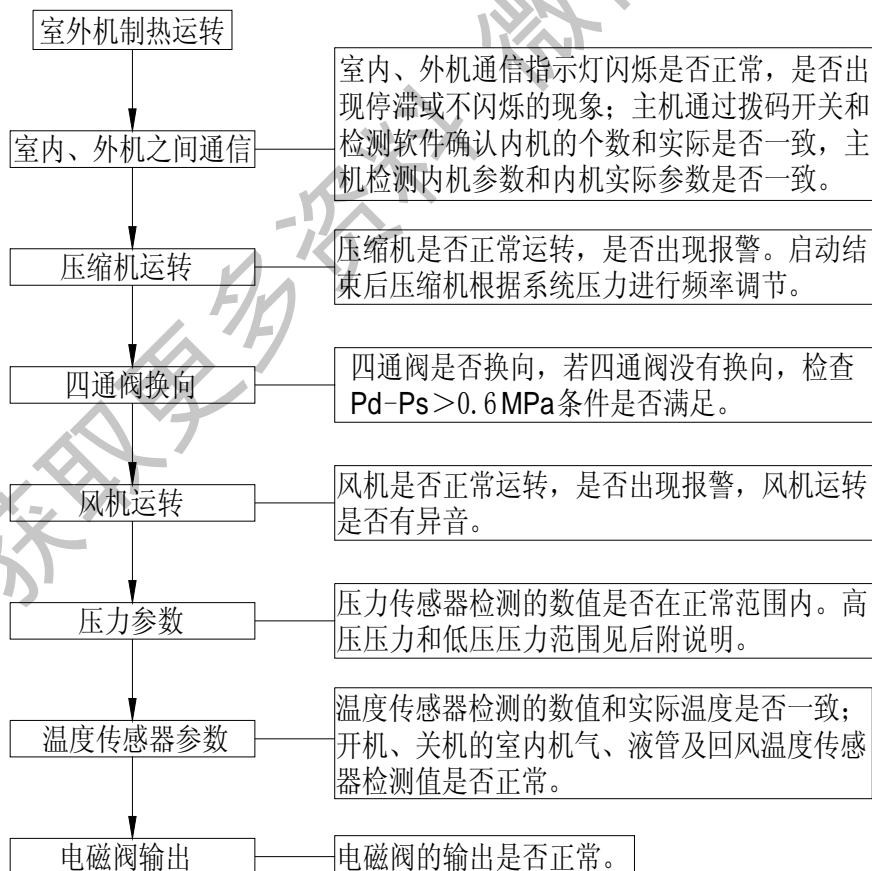 室外机制热运转
室内、外机之间通信
室内、外机通信指示灯闪烁是否正常，是否出
现停滞或不闪烁的现象；主机通过拨码开关和
检测软件确认内机的个数和实际是否一致，主
机检测内机参数和内机实际参数是否一致。
压缩机运转
压缩机是否正常运转，是否出现报警。启动结
束后压缩机根据系统压力进行频率调节。
四通阀换向
四通阀是否换向，若四通阀没有换向，检查
Pd-Ps＞0.6MPa条件是否满足。
风机运转
风机是否正常运转，是否出现报警，风机运转
是否有异音。
压力参数
压力传感器检测的数值是否在正常范围内。高
压压力和低压压力范围见后附说明。
温度传感器参数
温度传感器检测的数值和实际温度是否一致；
开机、关机的室内机气、液管及回风温度传感
器检测值是否正常。
电磁阀输出
电磁阀的输出是否正常。
获取更多资料 微